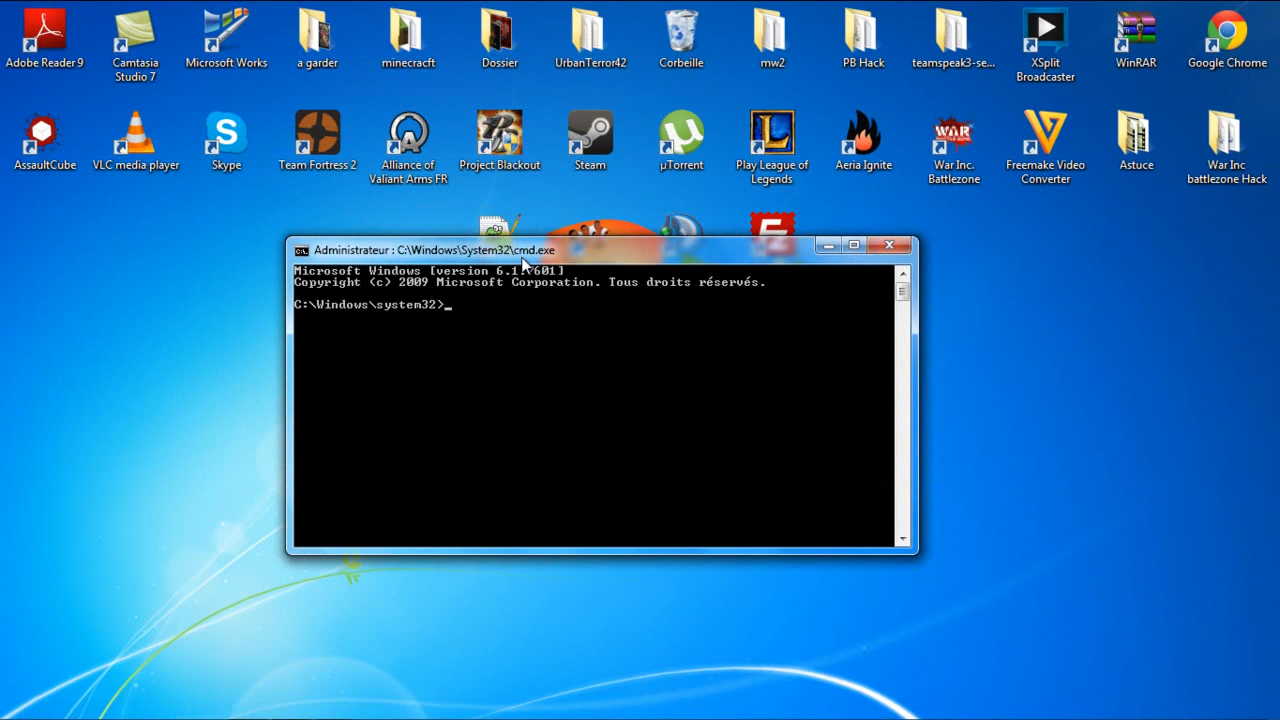 Adobe Reader 9
Camtasia
Studio 7
Microsoft Works
a garder
minecracft
Dossier
UrbanTerror42
Corbeille
mw2
PB Hack
teamspeak3-se...
XSplit
Broadcaster
WinRAR
Google Chrome
AssaultCube
VLC media player
Skype
Team Fortress 2
Alliance of
Valiant Arms FR
Project Blackout
Steam
µTorrent
Play League of
Legends
Aeria Ignite
War Inc.
Battlezone
Freemake Video
Converter
Astuce
War Inc
battlezone Hack
Administrateur : C:\Windows\System32\cmd.exe
Microsoft Windows [version 6.1.7601]
Copyright (c) 2009 Microsoft Corporation. Tous droits réservés.
C:\Windows\system32>_